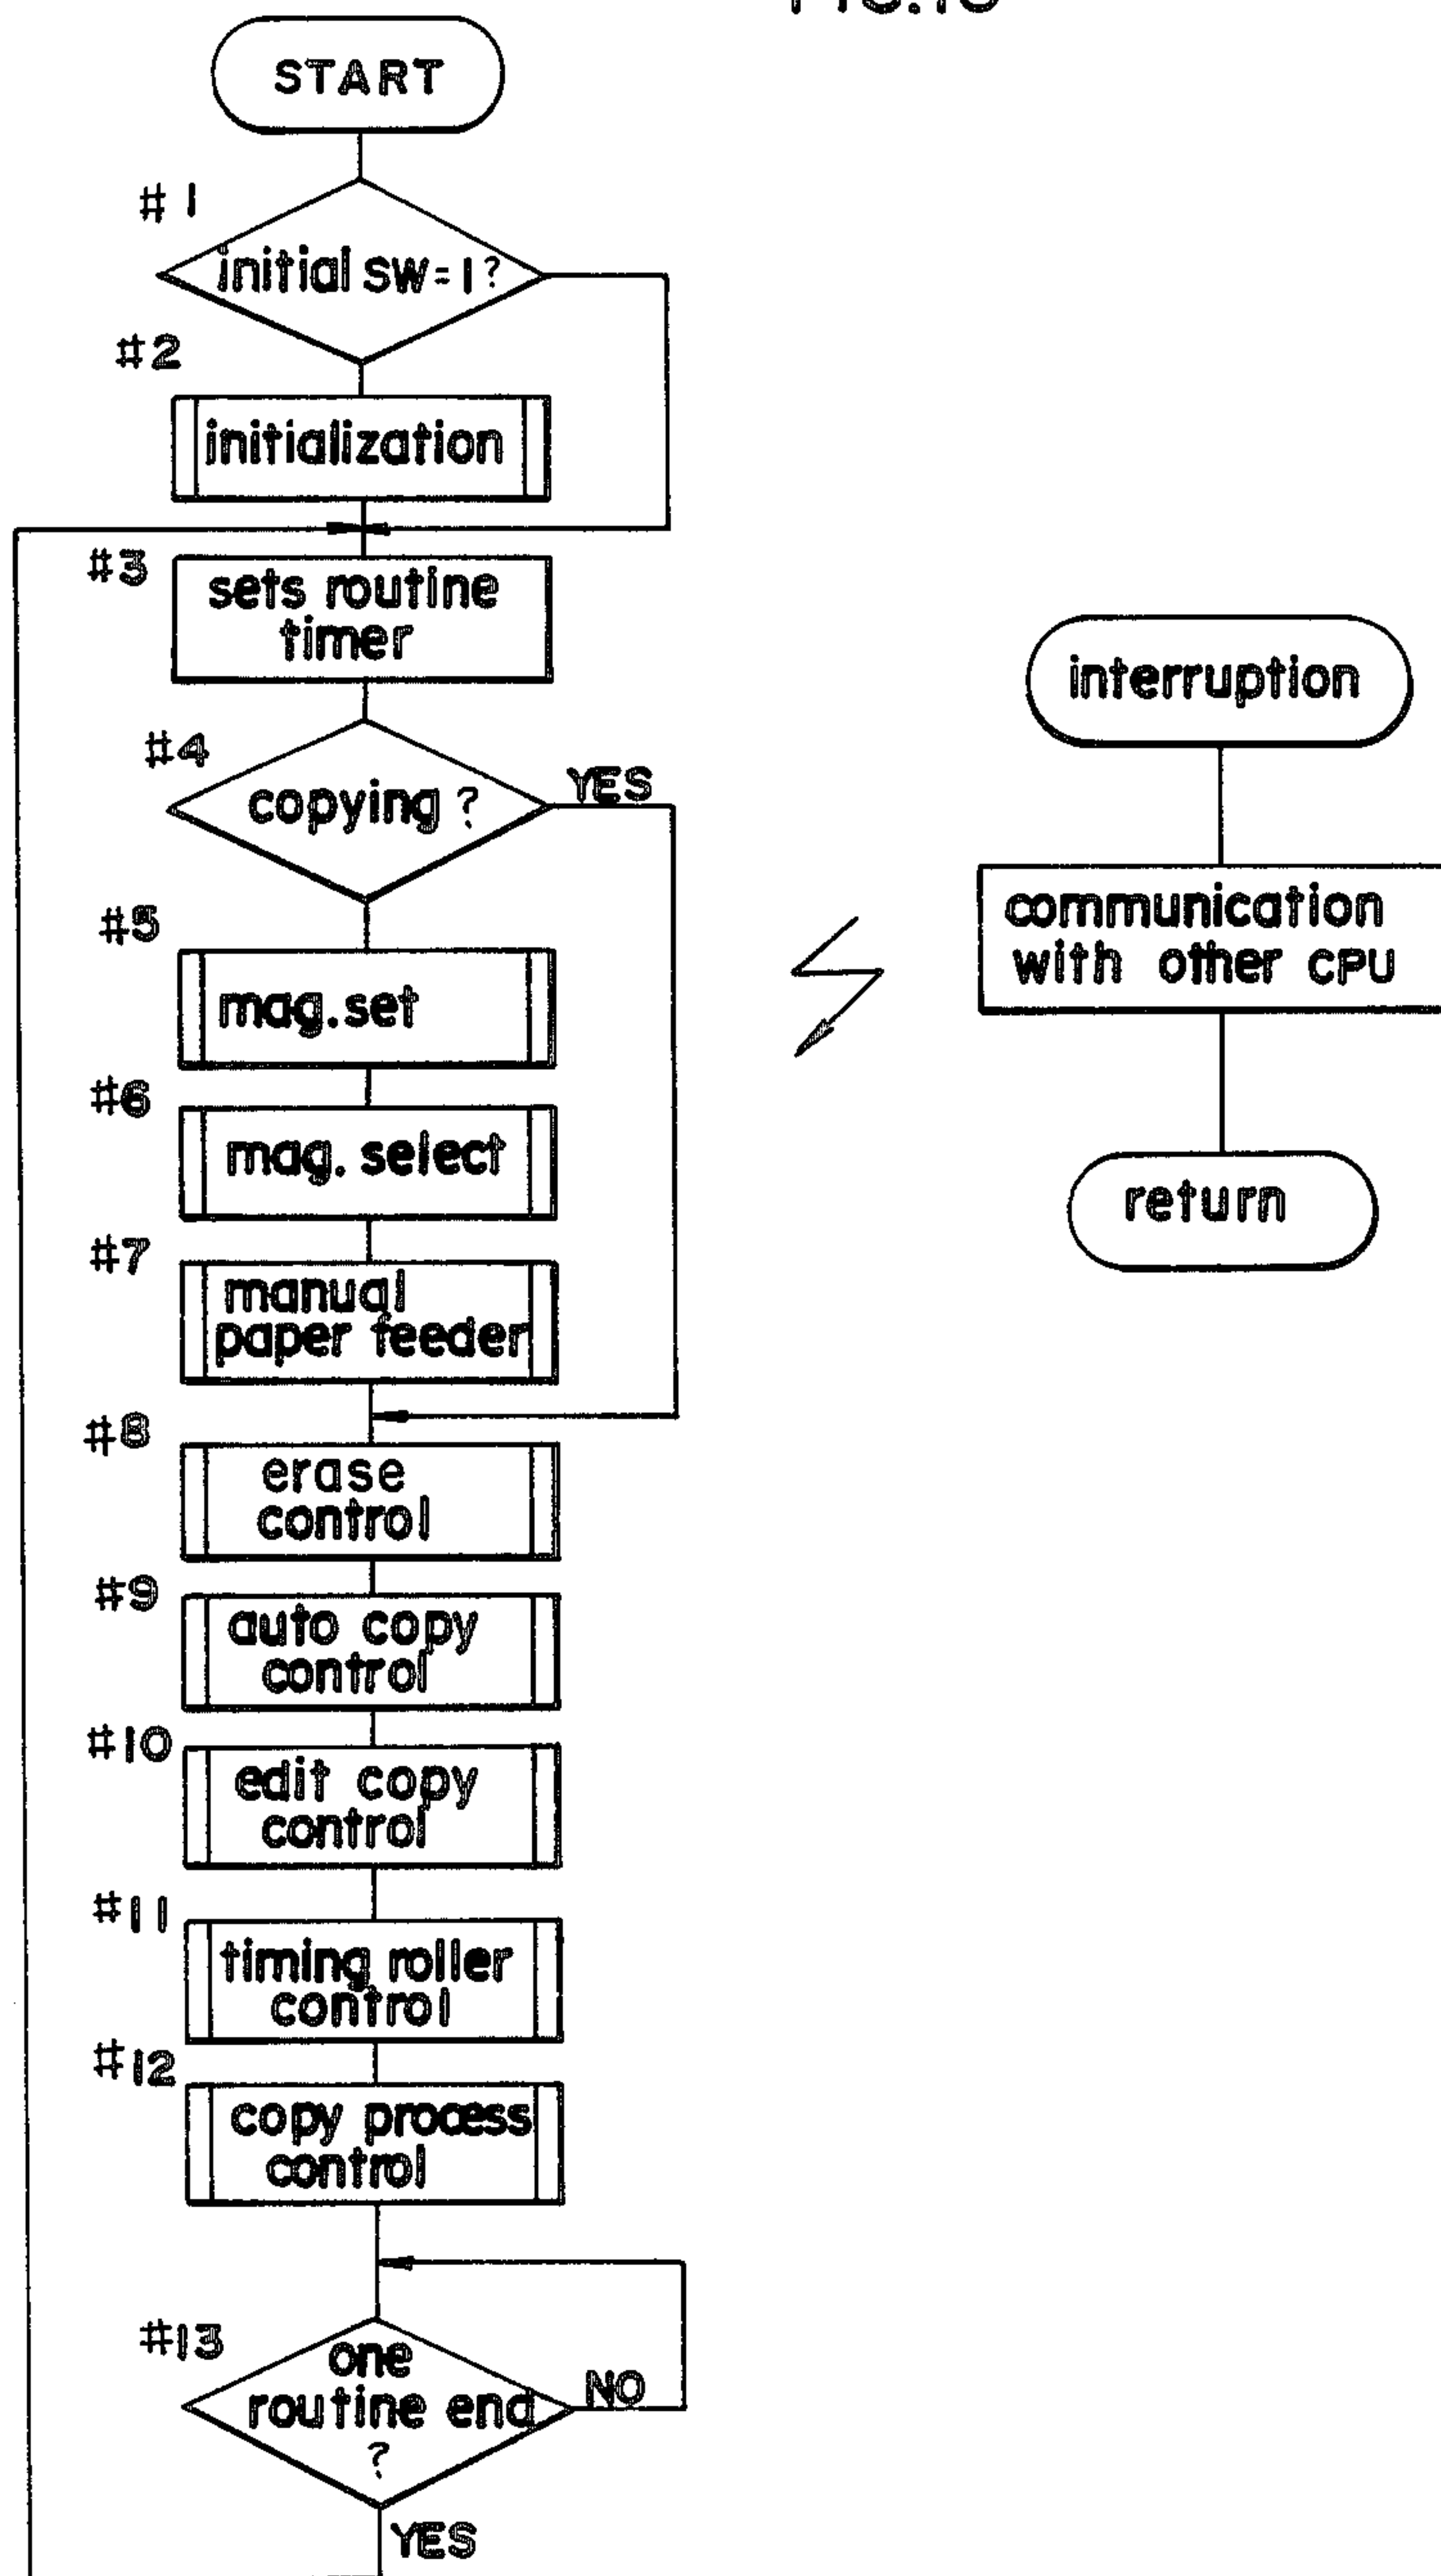 START
#1
initial SW=1?
#2
initialization
#3
sets routine
timer
#4
copying ?
YES
#5
mag.set
#6
mag. select
#7
manual
paper feeder
#8
erase
control
#9
auto copy
control
#10
edit copy
control
#11
timing roller
control
#12
copy process
control
#13
one
routine end
?
NO
YES
interruption
communication
with other CPU
return